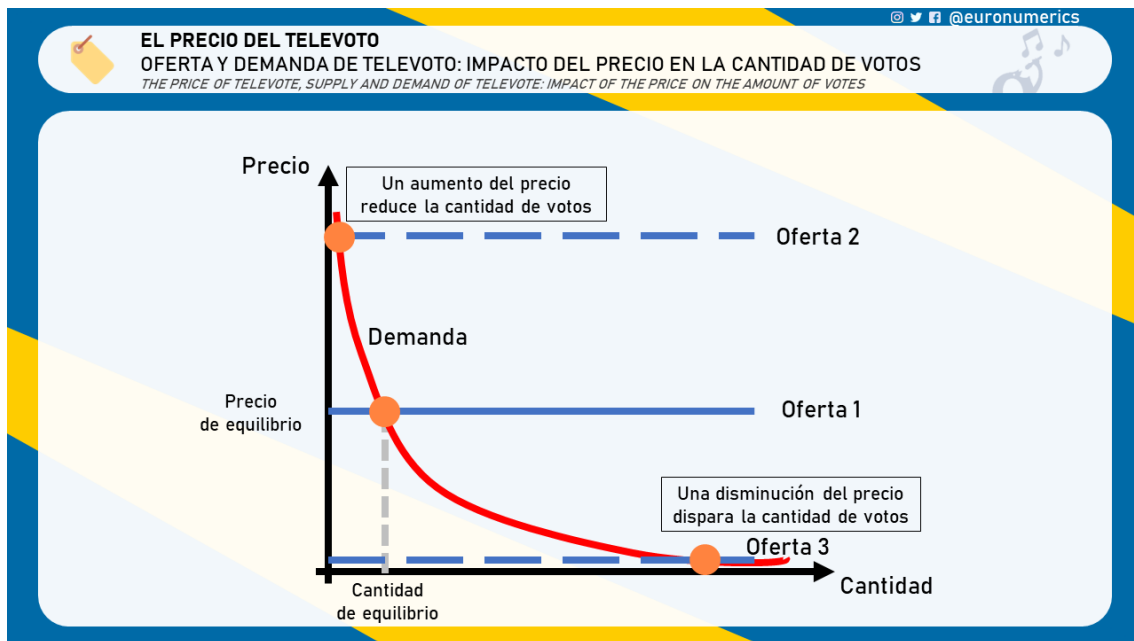 @euronumerics
EL PRECIO DEL TELEVOTO
OFERTA Y DEMANDA DE TELEVOTO: IMPACTO DEL PRECIO EN LA CANTIDAD DE VOTOS
THE PRICE OF TELEVOTE, SUPPLY AND DEMAND OF TELEVOTE: IMPACT OF THE PRICE ON THE AMOUNT OF VOTES
Precio
Un aumento del precio
reduce la cantidad de votos
Oferta 2
Demanda
Precio
de equilibrio
Oferta 1
Una disminución del precio
dispara la cantidad de votos
Oferta 3
Cantidad
Cantidad
de equilibrio